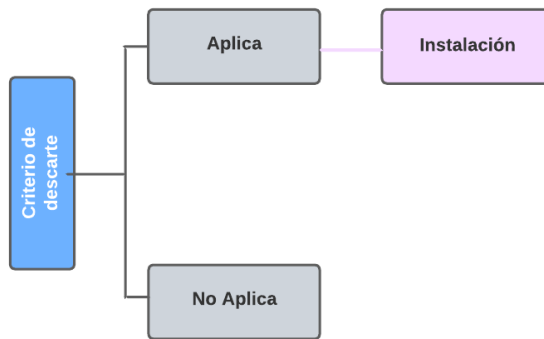 Criterio de
descarte
Aplica
Instalación
No Aplica